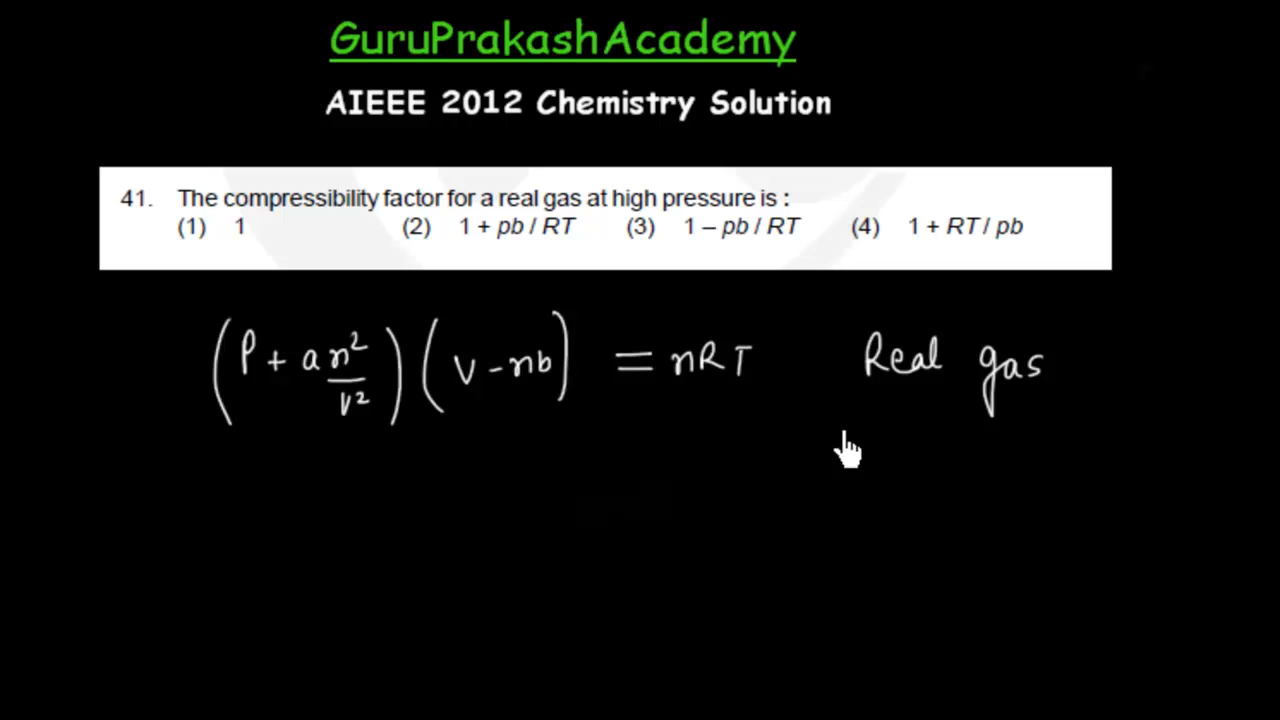 GuruPrakashAcademy
AIEEE 2012 Chemistry Solution
41. The compressibility factor for a real gas at high pressure is :
(1) 1 (2) 1 + pb / RT (3) 1 – pb / RT (4) 1 + RT / pb
(P + an²/V²) (V - nb) = nRT Real gas